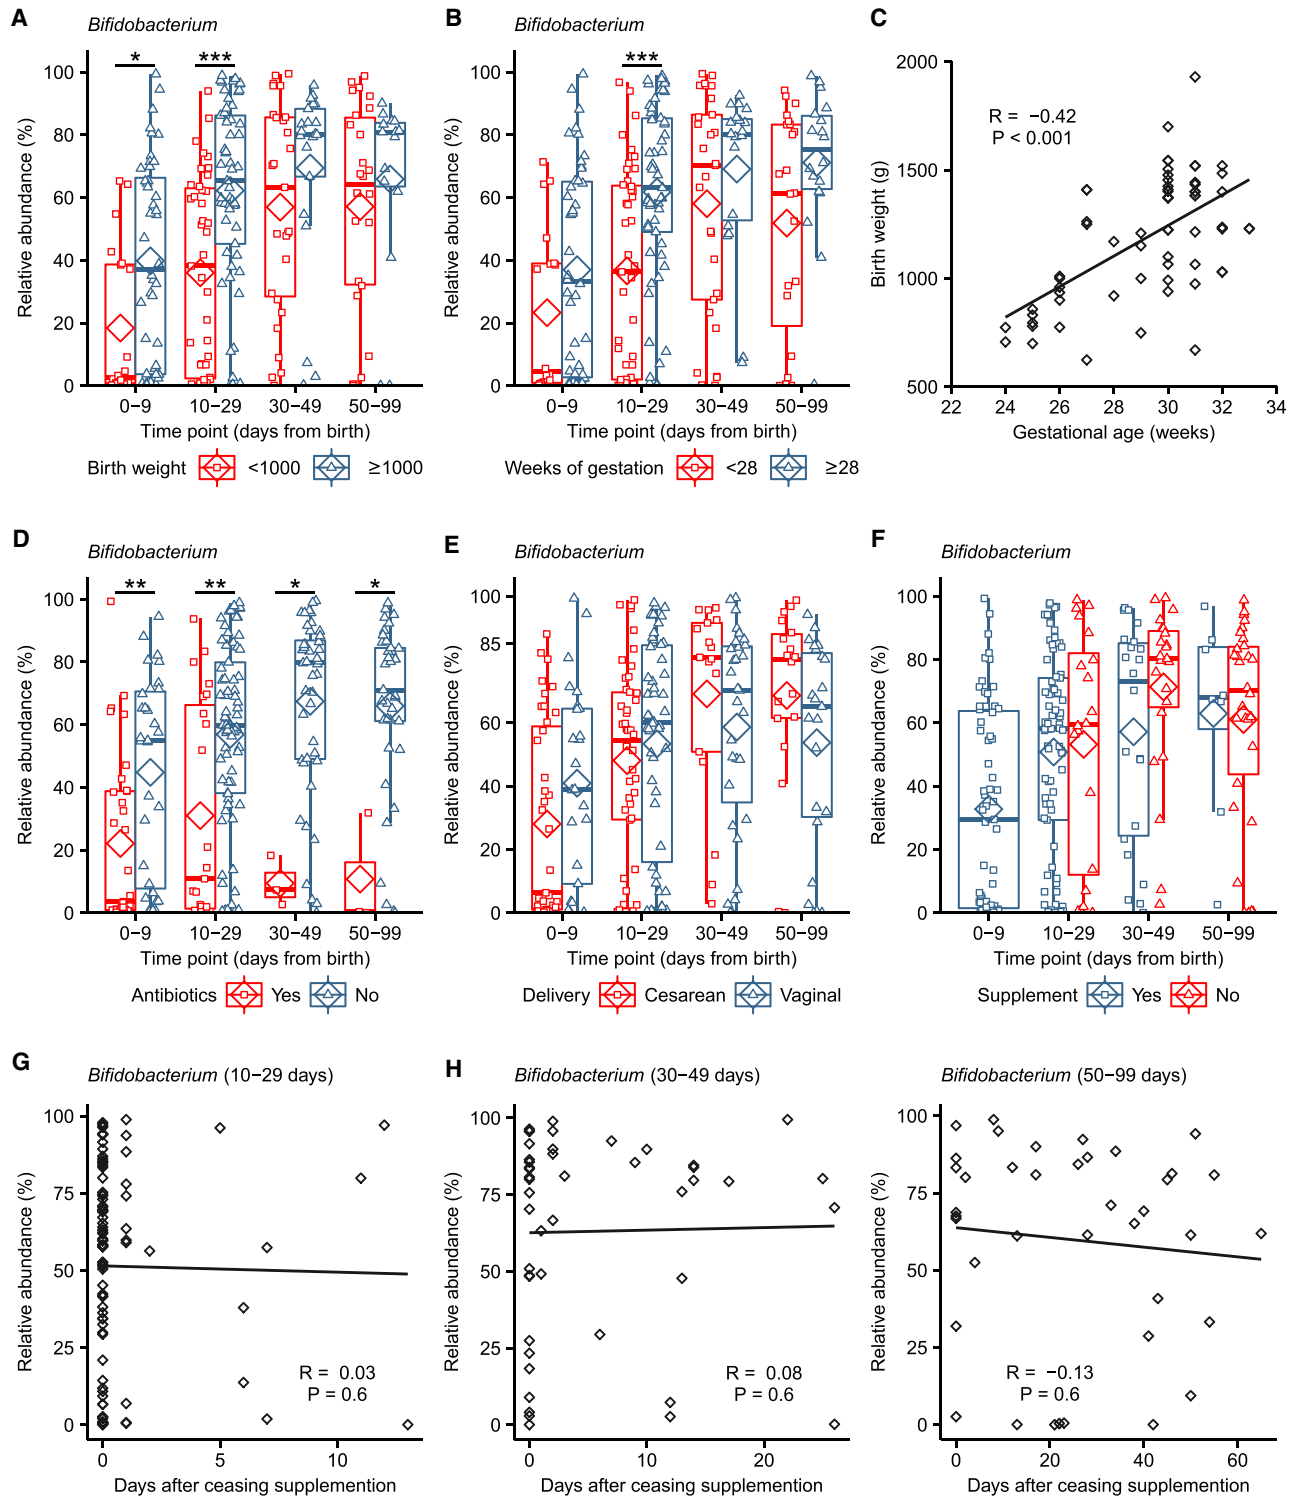 A
Bifidobacterium
* ***
Relative abundance (%)
100
80
60
40
20
0
0−9 10−29 30−49 50−99
Time point (days from birth)
Birth weight <1000 ≥1000
B
Bifidobacterium
***
Relative abundance (%)
100
80
60
40
20
0
0−9 10−29 30−49 50−99
Time point (days from birth)
Weeks of gestation <28 ≥28
C
R = −0.42
P < 0.001
Birth weight (g)
2000
1500
1000
500
22 24 26 28 30 32 34
Gestational age (weeks)
D
Bifidobacterium
** ** * *
Relative abundance (%)
100
80
60
40
20
0
0−9 10−29 30−49 50−99
Time point (days from birth)
Antibiotics Yes No
E
Bifidobacterium
Relative abundance (%)
100
85
60
40
20
0
0−9 10−29 30−49 50−99
Time point (days from birth)
Delivery Cesarean Vaginal
F
Bifidobacterium
Relative abundance (%)
100
80
60
40
20
0
0−9 10−29 30−49 50−99
Time point (days from birth)
Supplement Yes No
G
Bifidobacterium (10−29 days)
Relative abundance (%)
100
75
50
25
0
R = 0.03
P = 0.6
0 5 10
Days after ceasing supplemention
H
Bifidobacterium (30−49 days)
Relative abundance (%)
100
75
50
25
0
R = 0.08
P = 0.6
0 10 20
Days after ceasing supplemention
Bifidobacterium (50−99 days)
Relative abundance (%)
100
75
50
25
0
R = −0.13
P = 0.6
0 20 40 60
Days after ceasing supplemention